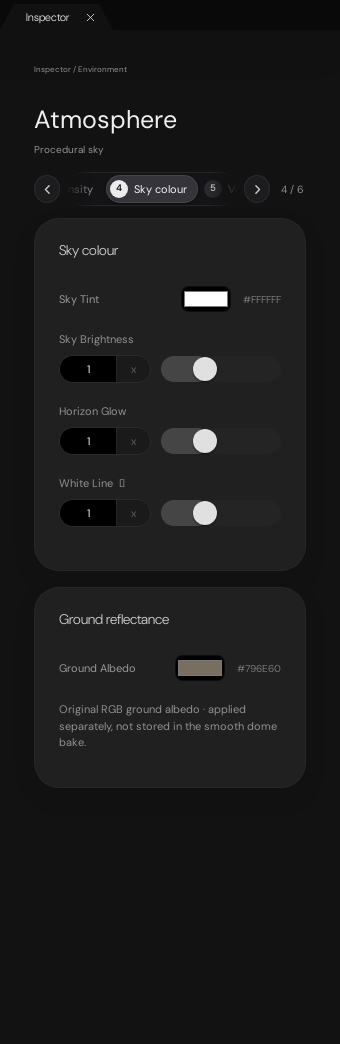 Inspector
Inspector / Environment
Atmosphere
Procedural sky
nsity 4 Sky colour 5 V 4 / 6
Sky colour
Sky Tint #FFFFFF
Sky Brightness
1 x
Horizon Glow
1 x
White Line
1 x
Ground reflectance
Ground Albedo #796E60
Original RGB ground albedo · applied
separately, not stored in the smooth dome
bake.